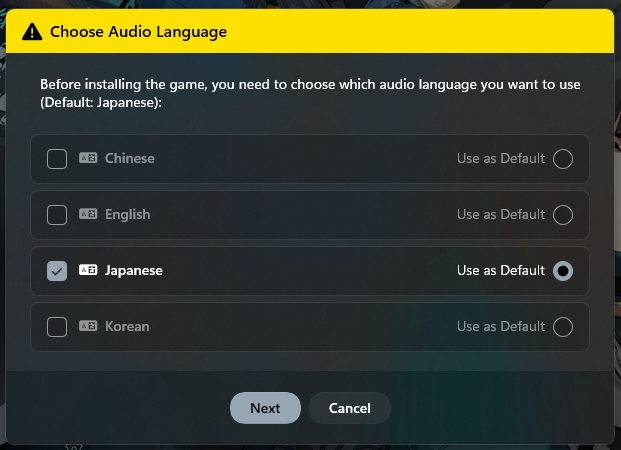 Choose Audio Language
Before installing the game, you need to choose which audio language you want to use
(Default: Japanese):
Chinese Use as Default
English Use as Default
Japanese Use as Default
Korean Use as Default
Next Cancel